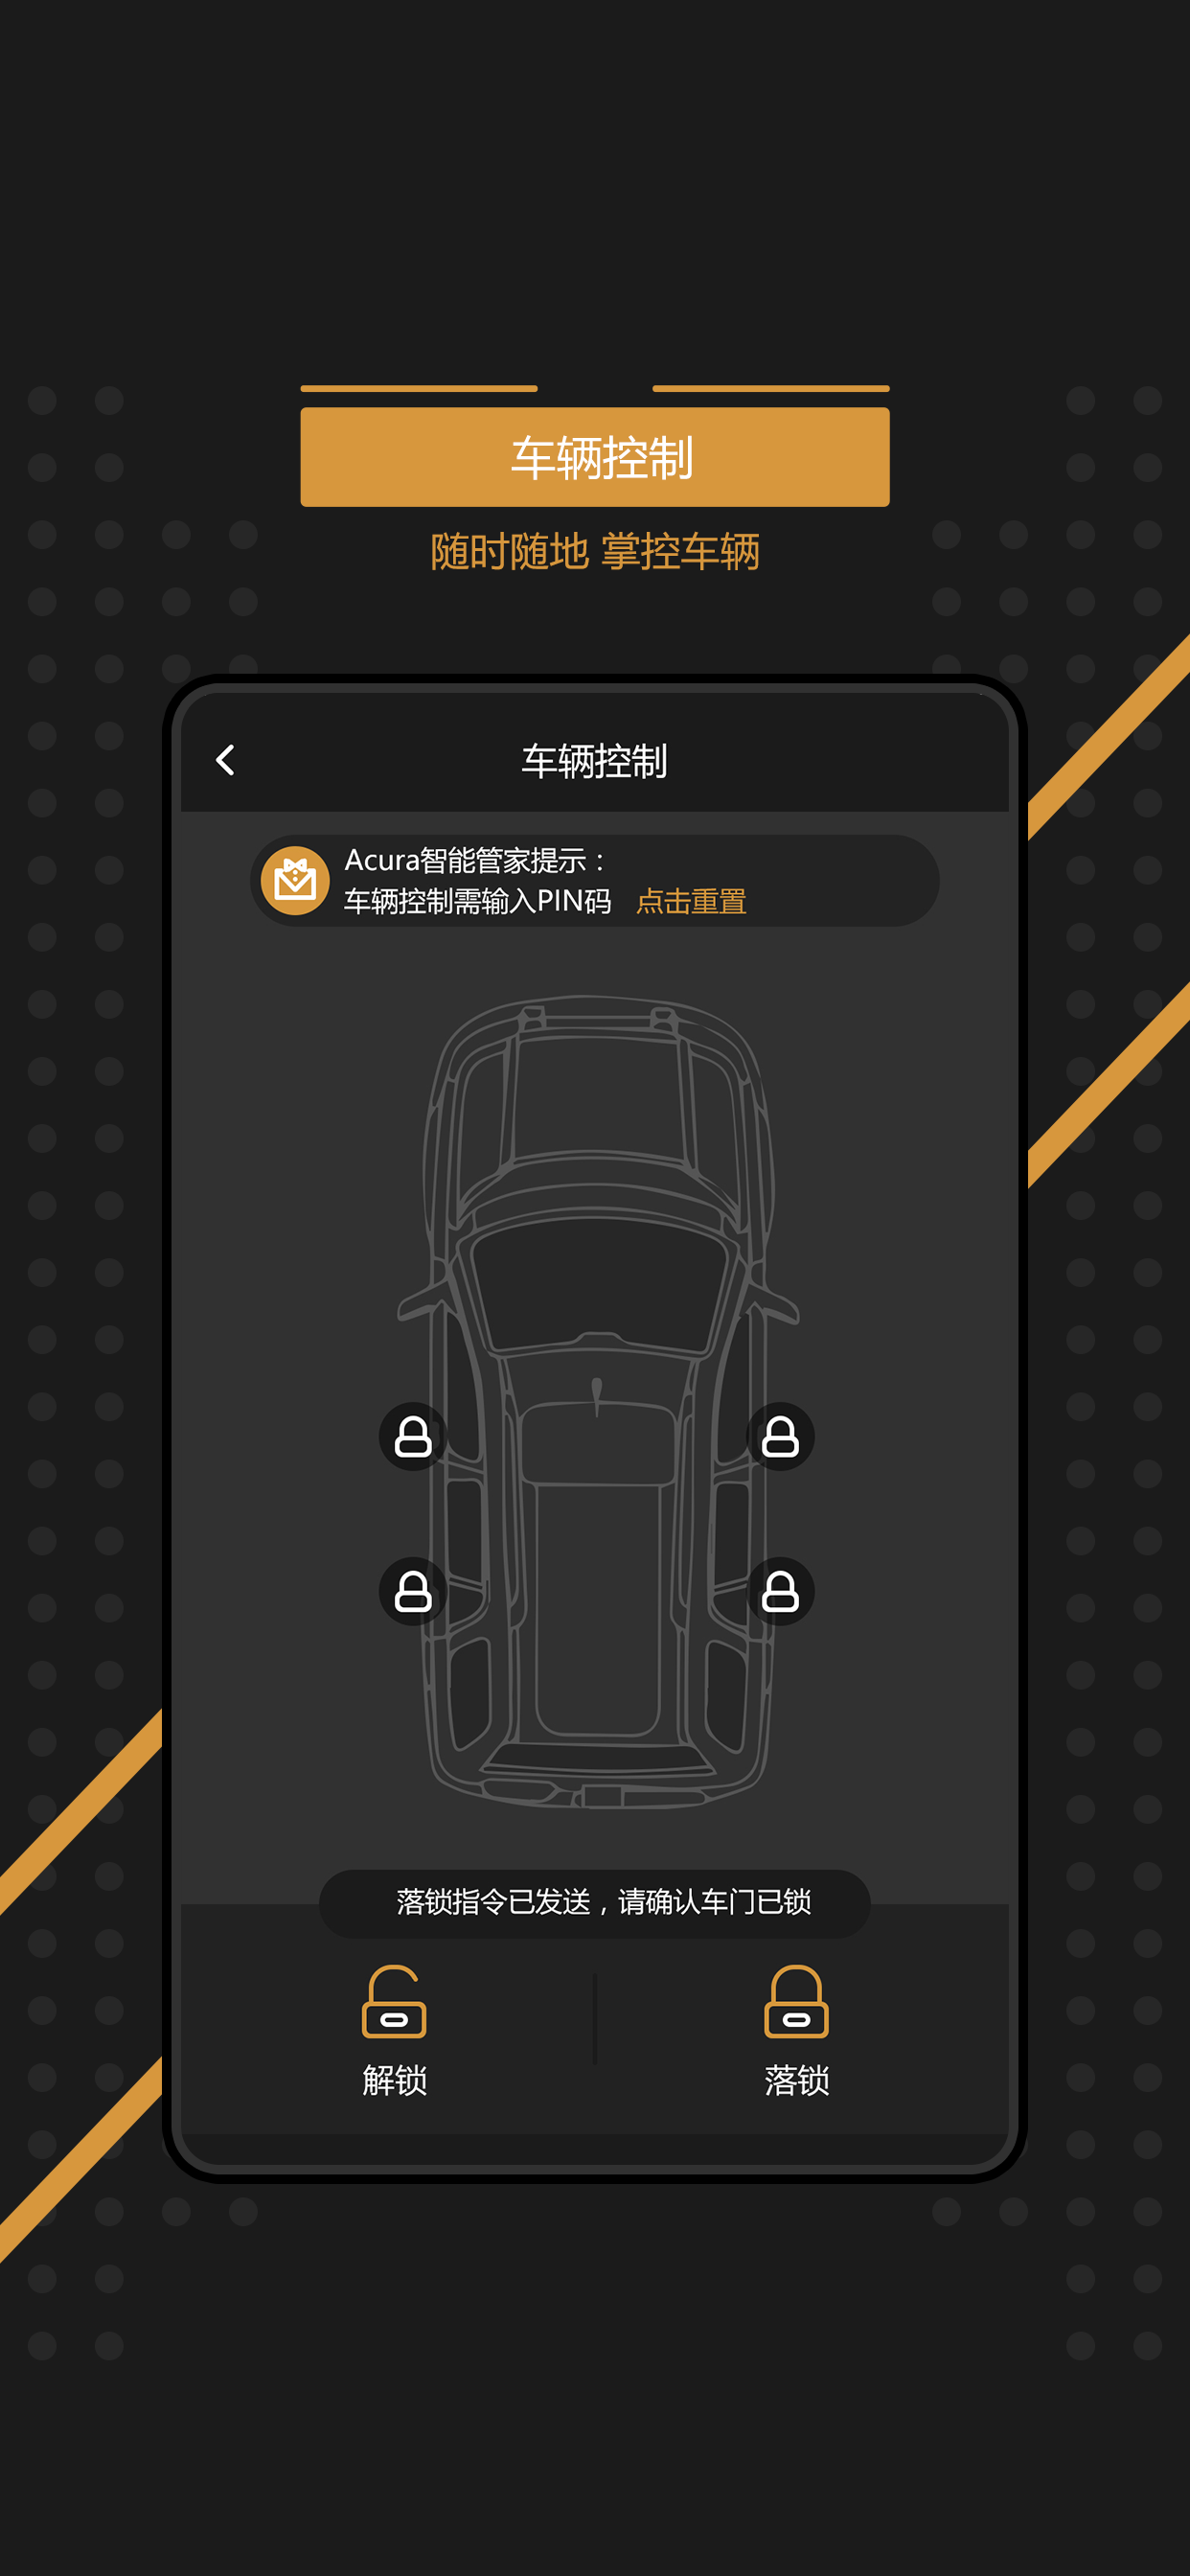 车辆控制
随时随地 掌控车辆
车辆控制
Acura智能管家提示：
车辆控制需输入PIN码 点击重置
落锁指令已发送，请确认车门已锁
解锁
落锁